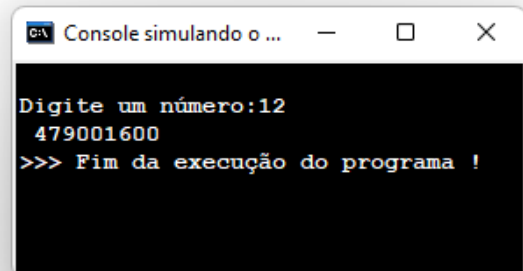 Console simulando o ...
Digite um número:12
479001600
>>> Fim da execução do programa !